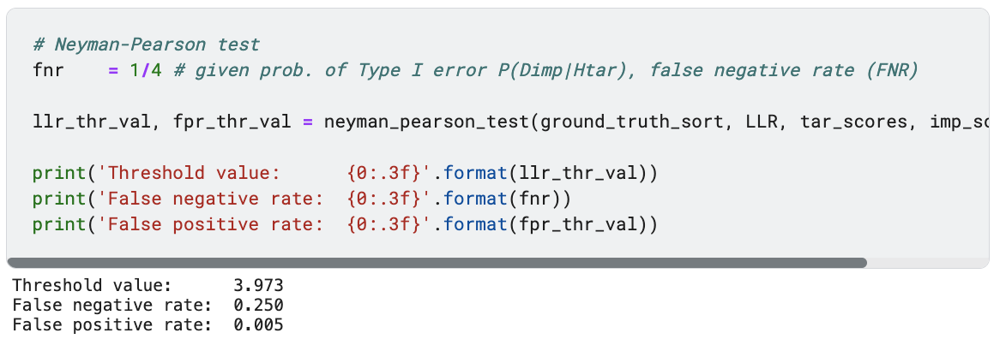 # Neyman-Pearson test
fnr    = 1/4 # given prob. of Type I error P(Dimp|Htar), false negative rate (FNR)
llr_thr_val, fpr_thr_val = neyman_pearson_test(ground_truth_sort, LLR, tar_scores, imp_sc
print('Threshold value:      {0:.3f}'.format(llr_thr_val))
print('False negative rate:  {0:.3f}'.format(fnr))
print('False positive rate:  {0:.3f}'.format(fpr_thr_val))
Threshold value:      3.973
False negative rate:  0.250
False positive rate:  0.005